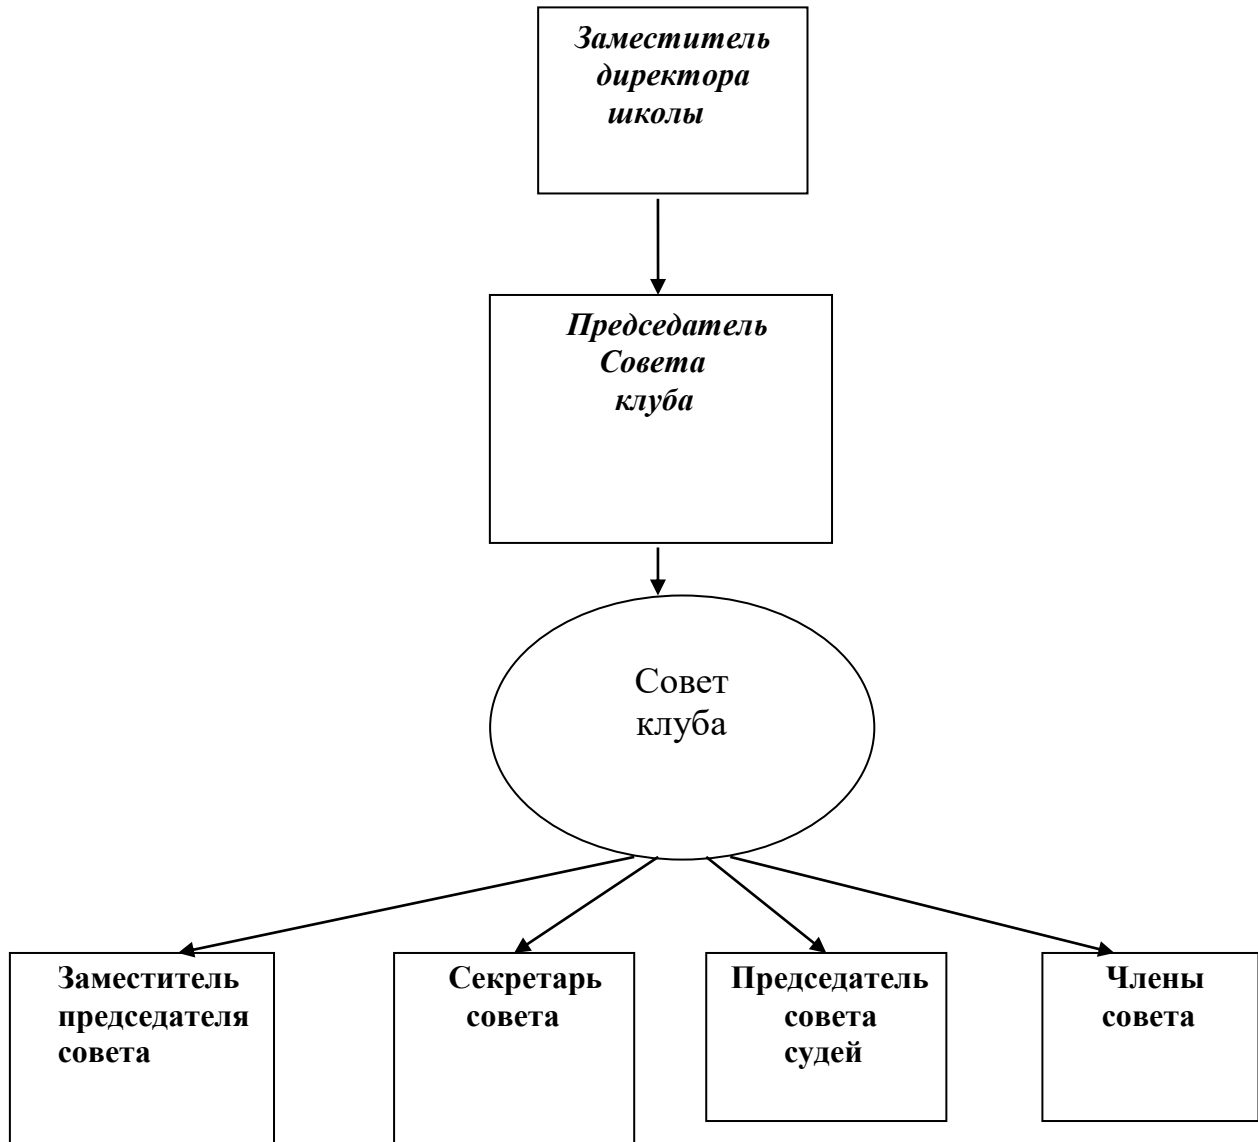 Заместитель
директора
школы
Председатель
Совета
клуба
Совет
клуба
Заместитель
председателя
совета
Секретарь
совета
Председатель
совета
судей
Члены
совета